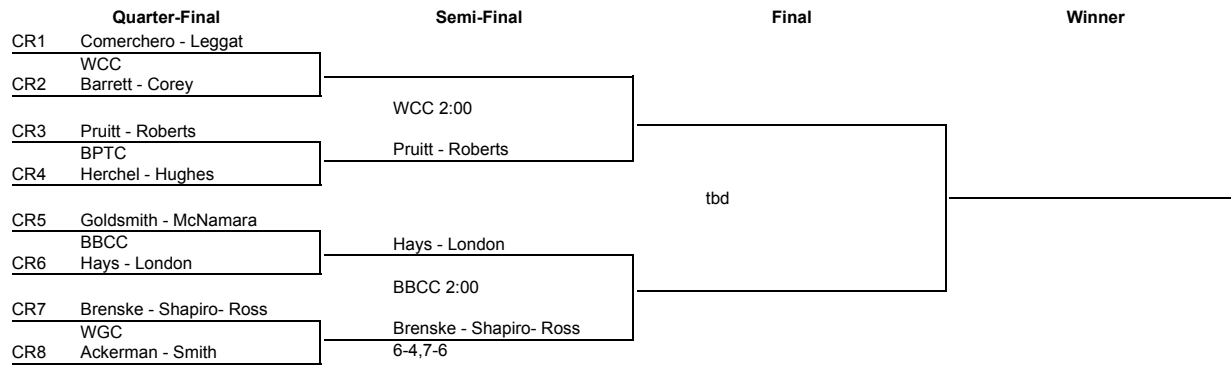 Quarter-Final Semi-Final Final Winner
CR1 Comerchero - Leggat
WCC
CR2 Barrett - Corey
WCC 2:00
CR3 Pruitt - Roberts
BPTC
Pruitt - Roberts
CR4 Herchel - Hughes
tbd
CR5 Goldsmith - McNamara
BBCC
Hays - London
CR6 Hays - London
BBCC 2:00
CR7 Brenske - Shapiro- Ross
WGC
Brenske - Shapiro- Ross
CR8 Ackerman - Smith 6-4,7-6